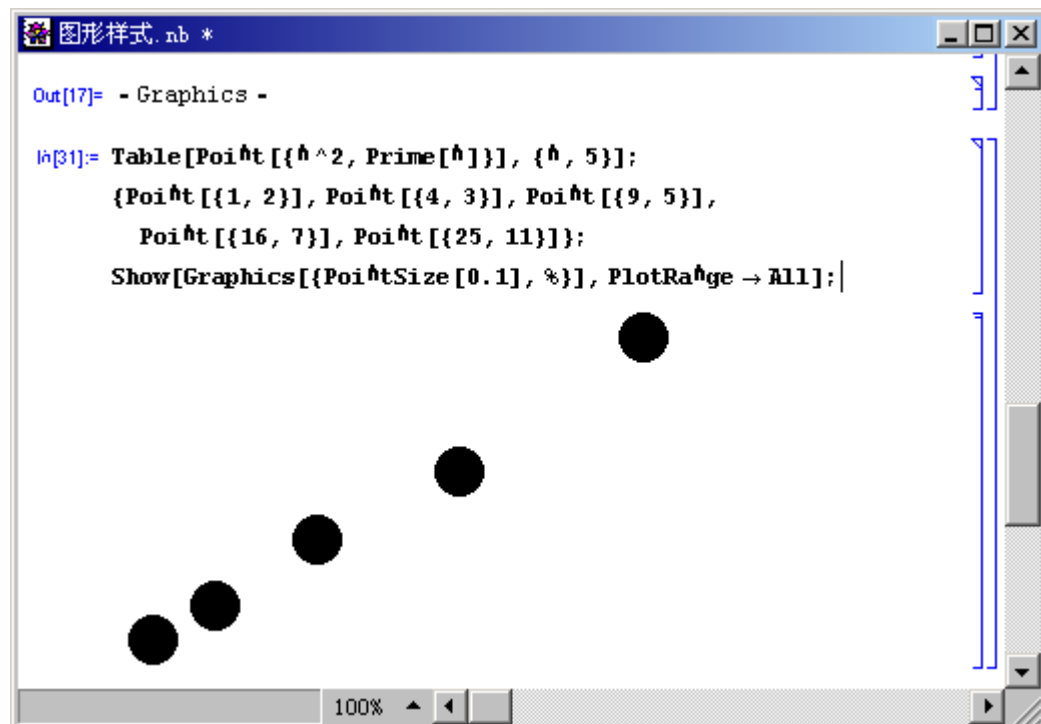 图形样式.nb *
Out[17]= - Graphics -
In[31]:= Table[Point[{n^2, Prime[n]}], {n, 5}];
{Point[{1, 2}], Point[{4, 3}], Point[{9, 5}],
Point[{16, 7}], Point[{25, 11}]};
Show[Graphics[{PointSize[0.1], %}], PlotRange → All];
100%